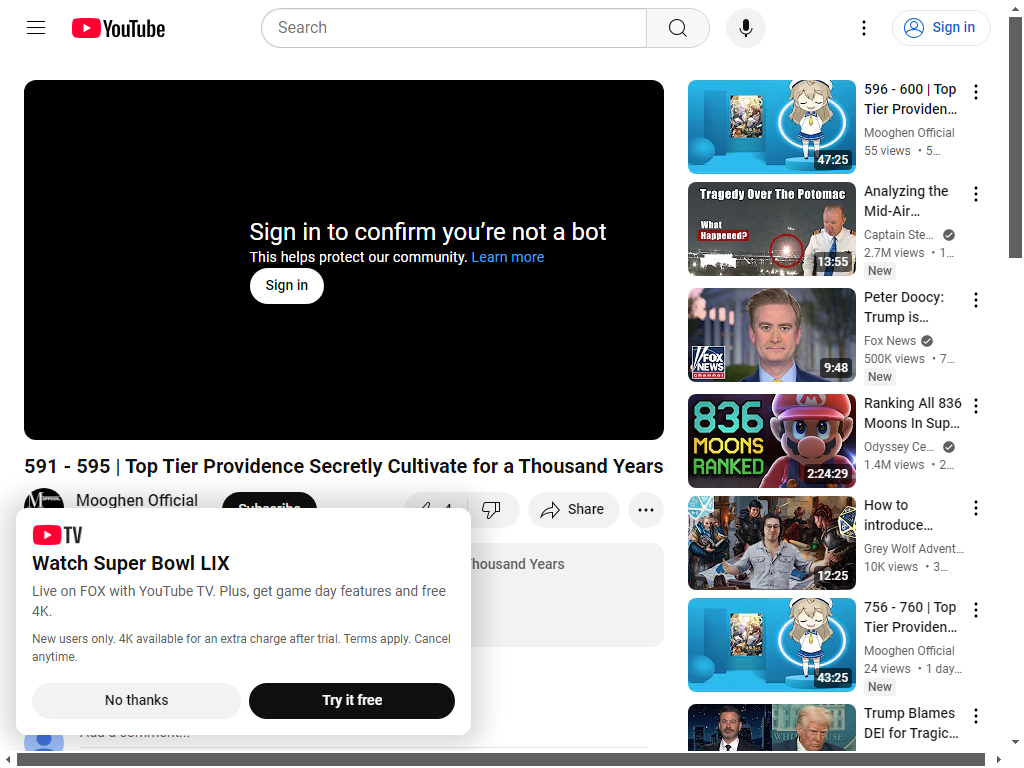 YouTube
Search
Sign in
Sign in to confirm you’re not a bot
This helps protect our community. Learn more
Sign in
591 - 595 | Top Tier Providence Secretly Cultivate for a Thousand Years
Mooghen Official
Subscribe
4
Share
Thousand Years
TV
Watch Super Bowl LIX
Live on FOX with YouTube TV. Plus, get game day features and free
4K.
New users only. 4K available for an extra charge after trial. Terms apply. Cancel
anytime.
No thanks
Try it free
Add a comment...
47:25
596 - 600 | Top
Tier Providen...
Mooghen Official
55 views • 5...
Tragedy Over The Potomac
What
Happened?
13:55
Analyzing the
Mid-Air...
Captain Ste...
2.7M views • 1...
New
FOX
NEWS
channel
9:48
Peter Doocy:
Trump is...
Fox News
500K views • 7...
New
836
MOONS
RANKED
2:24:29
Ranking All 836
Moons In Sup...
Odyssey Ce...
1.4M views • 2...
12:25
How to
introduce...
Grey Wolf Advent...
10K views • 3...
43:25
756 - 760 | Top
Tier Providen...
Mooghen Official
24 views • 1 day...
New
Trump Blames
DEI for Tragic...